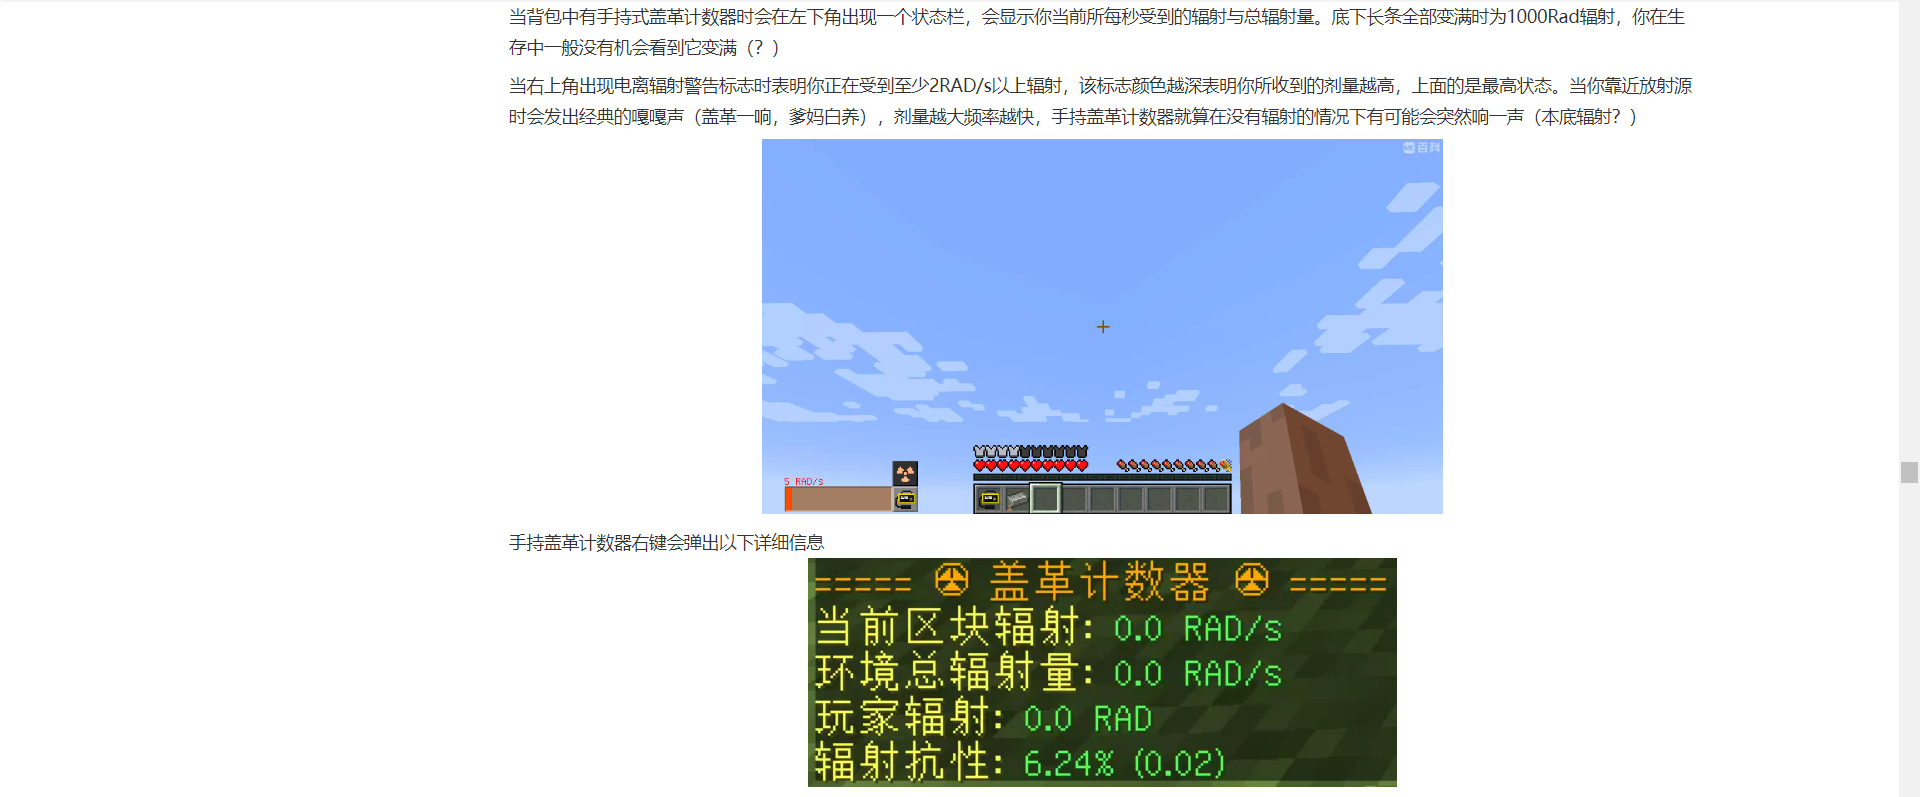 当背包中有手持式盖革计数器时会在左下角出现一个状态栏，会显示你当前所每秒受到的辐射与总辐射量。底下长条全部变满时为1000Rad辐射，你在生
存中一般没有机会看到它变满（？）
当右上角出现电离辐射警告标志时表明你正在受到至少2RAD/s以上辐射，该标志颜色越深表明你所收到的剂量越高，上面的是最高状态。当你靠近放射源
时会发出经典的嘎嘎声（盖革一响，爹妈白养），剂量越大频率越快，手持盖革计数器就算在没有辐射的情况下有可能会突然响一声（本底辐射？）
MC百科
5 RAD/s
手持盖革计数器右键会弹出以下详细信息
===== ☢ 盖革计数器 ☢ =====
当前区块辐射: 0.0 RAD/s
环境总辐射量: 0.0 RAD/s
玩家辐射: 0.0 RAD
辐射抗性: 6.24% (0.02)